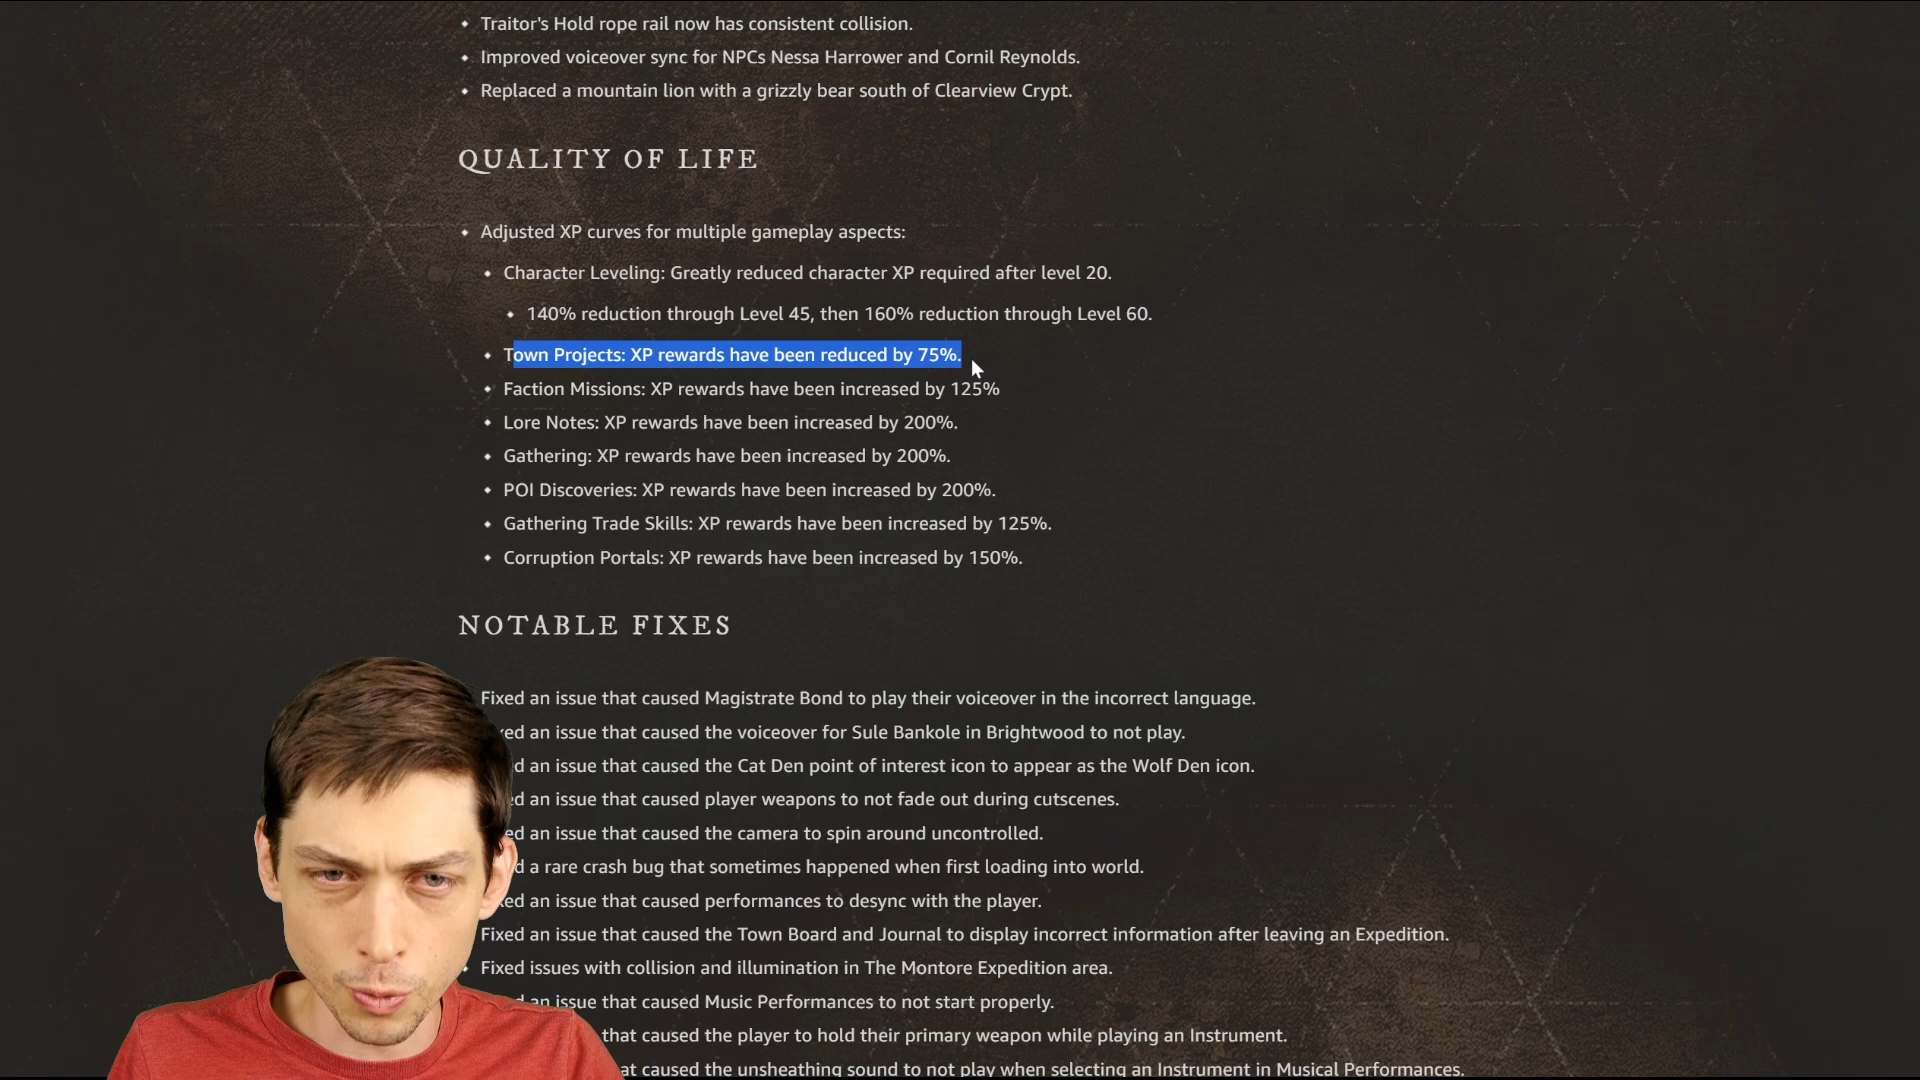 Traitor's Hold rope rail now has consistent collision.
Improved voiceover sync for NPCs Nessa Harrower and Cornil Reynolds.
Replaced a mountain lion with a grizzly bear south of Clearview Crypt.
QUALITY OF LIFE
Adjusted XP curves for multiple gameplay aspects:
Character Leveling: Greatly reduced character XP required after level 20.
140% reduction through Level 45, then 160% reduction through Level 60.
Town Projects: XP rewards have been reduced by 75%.
Faction Missions: XP rewards have been increased by 125%
Lore Notes: XP rewards have been increased by 200%.
Gathering: XP rewards have been increased by 200%.
POI Discoveries: XP rewards have been increased by 200%.
Gathering Trade Skills: XP rewards have been increased by 125%.
Corruption Portals: XP rewards have been increased by 150%.
NOTABLE FIXES
Fixed an issue that caused Magistrate Bond to play their voiceover in the incorrect language.
an issue that caused the voiceover for Sule Bankole in Brightwood to not play.
an issue that caused the Cat Den point of interest icon to appear as the Wolf Den icon.
an issue that caused player weapons to not fade out during cutscenes.
an issue that caused the camera to spin around uncontrolled.
a rare crash bug that sometimes happened when first loading into world.
an issue that caused performances to desync with the player.
Fixed an issue that caused the Town Board and Journal to display incorrect information after leaving an Expedition.
Fixed issues with collision and illumination in The Montore Expedition area.
an issue that caused Music Performances to not start properly.
that caused the player to hold their primary weapon while playing an Instrument.
caused the unsheathing sound to not play when selecting an Instrument in Musical Performances.